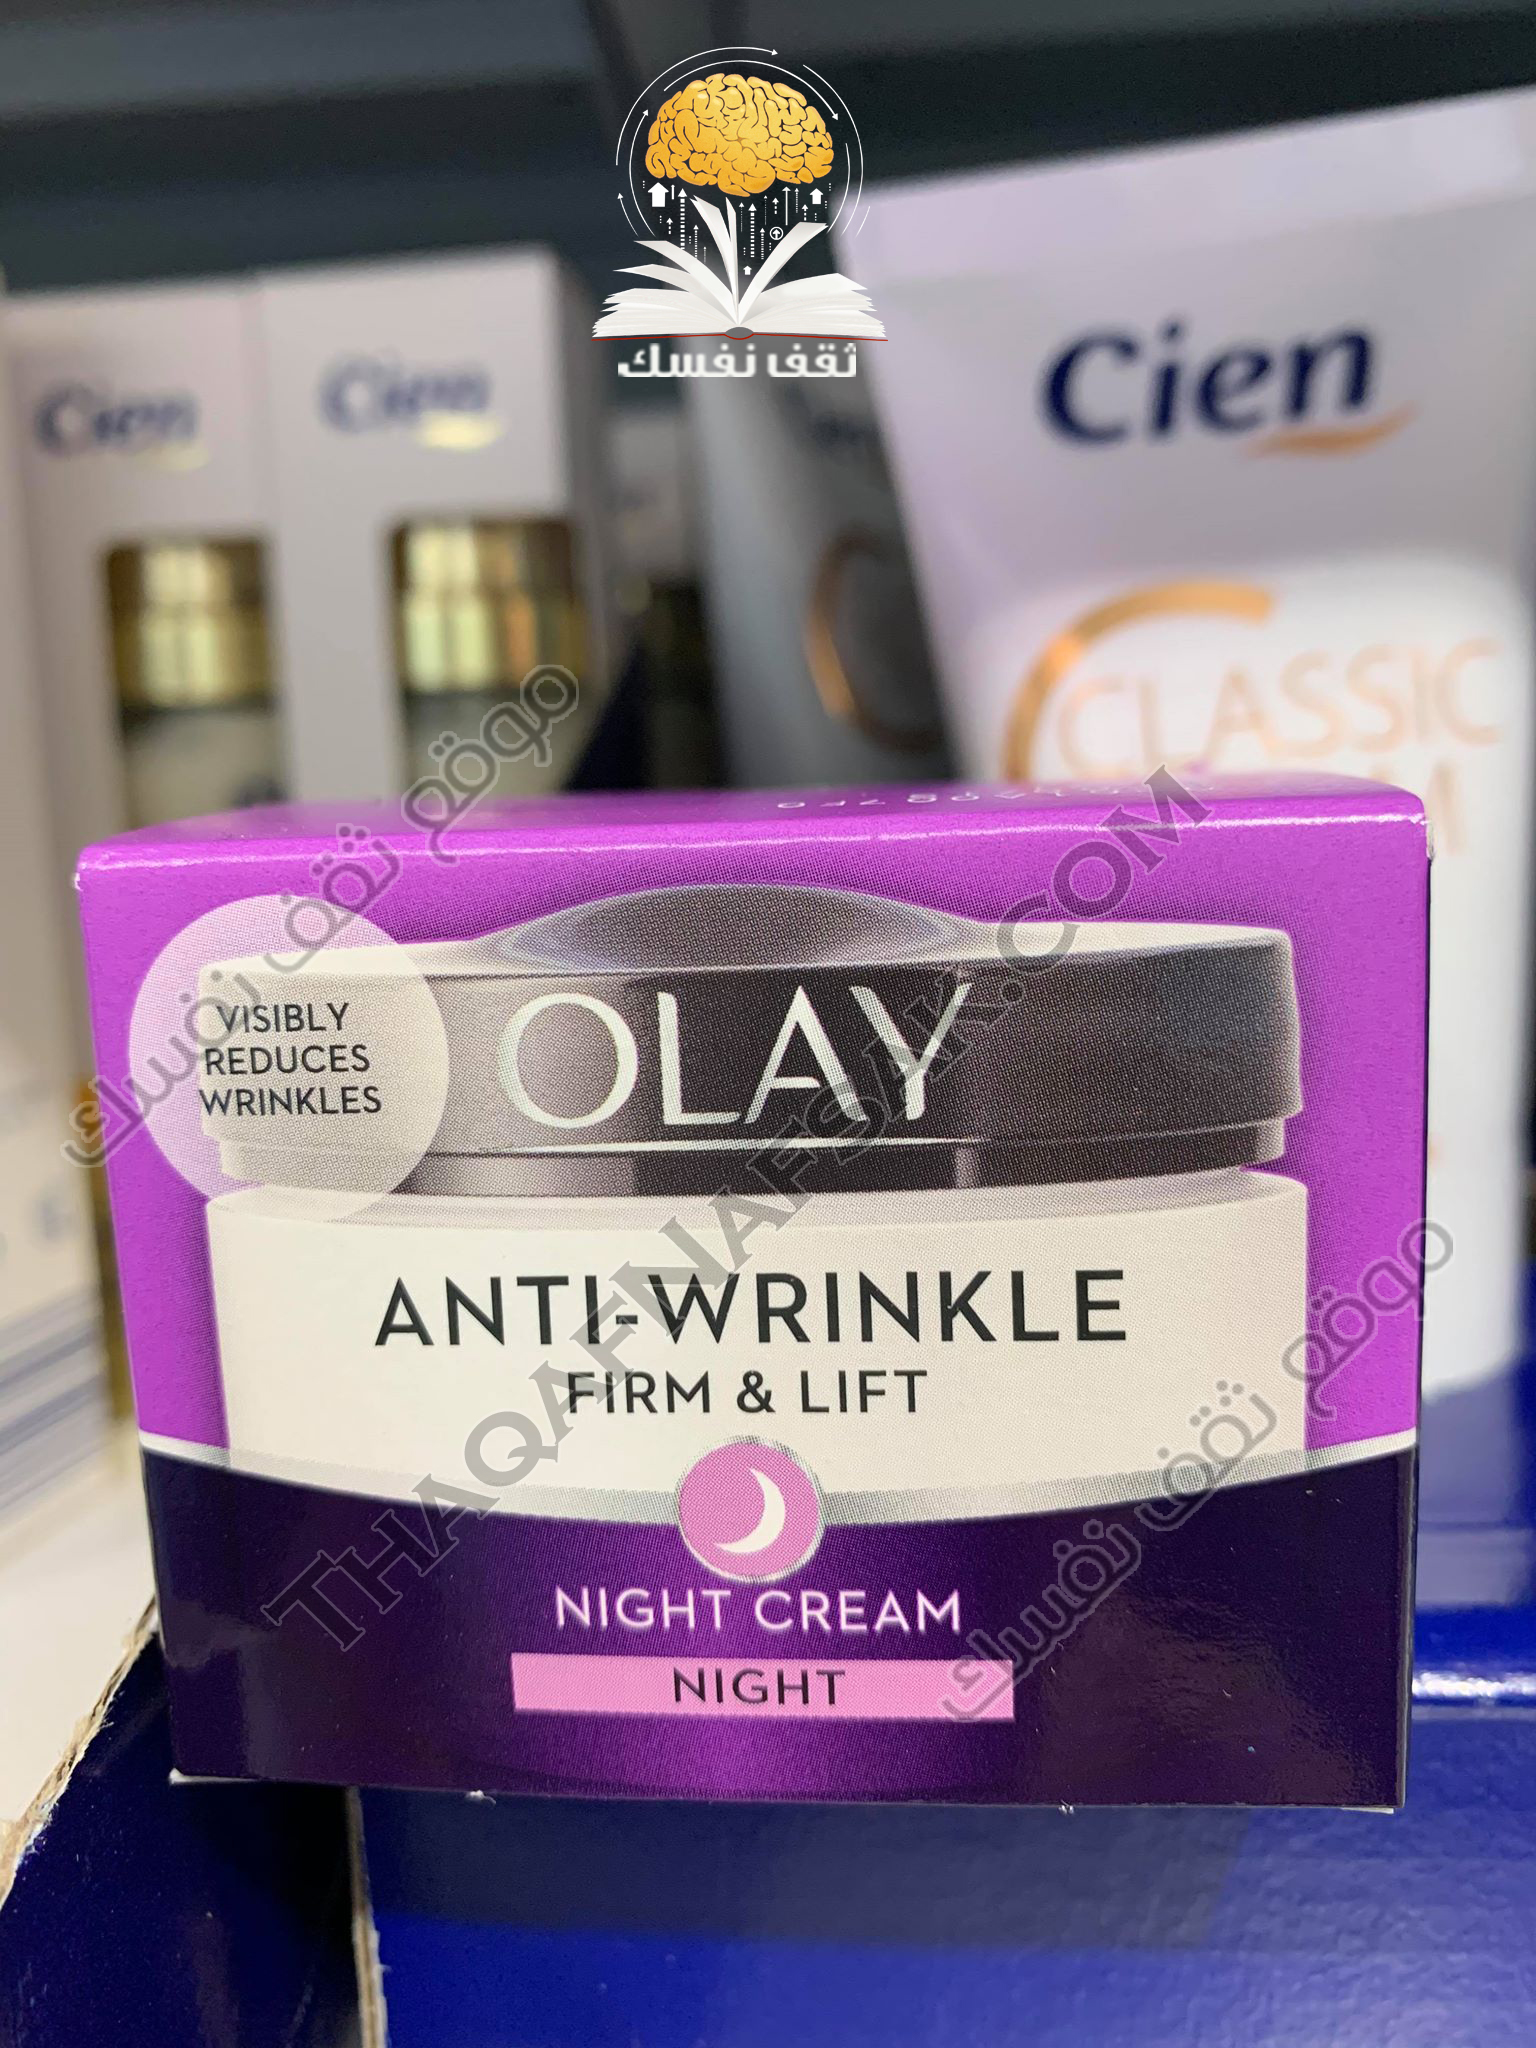 ثقف نفسك
Cien
Cien
Cien
CLASSIC
موقع ثقف نفسك
THAQAFNAFSAK.COM
VISIBLY
REDUCES
WRINKLES
OLAY
ANTI-WRINKLE
FIRM & LIFT
NIGHT CREAM
NIGHT
موقع ثقف نفسك